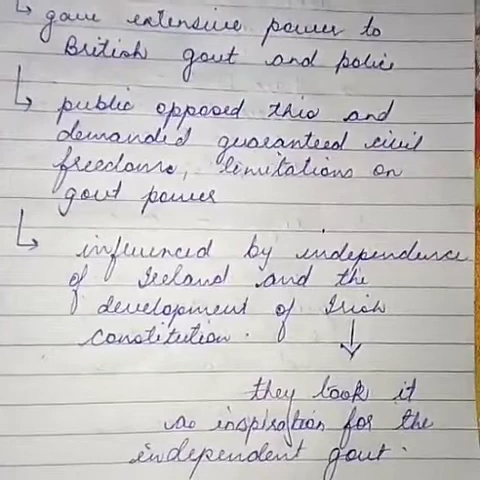 ↳ gave extensive power to
British govt and police
↳ public opposed this and
demanded guaranteed civil
freedoms, limitations on
govt power
↳ influenced by independence
of Ireland and the
development of Irish
constitution.
↓
they took it
as inspiration for the
independent govt.